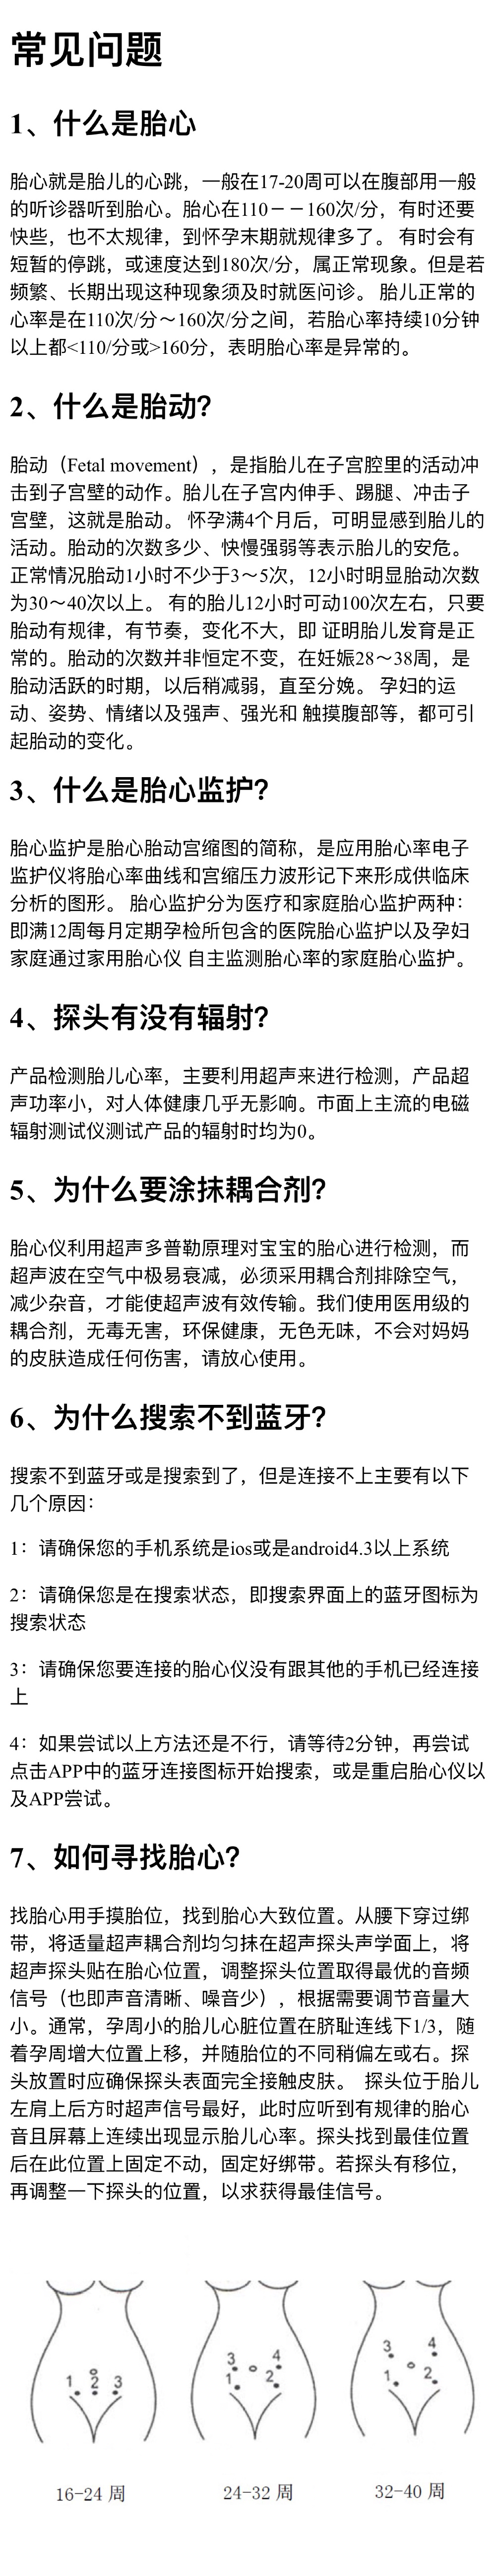 常见问题
1、什么是胎心
胎心就是胎儿的心跳，一般在17-20周可以在腹部用一般
的听诊器听到胎心。胎心在110－－160次/分，有时还要
快些，也不太规律，到怀孕末期就规律多了。 有时会有
短暂的停跳，或速度达到180次/分，属正常现象。但是若
频繁、长期出现这种现象须及时就医问诊。 胎儿正常的
心率是在110次/分～160次/分之间，若胎心率持续10分钟
以上都<110/分或>160分，表明胎心率是异常的。
2、什么是胎动？
胎动（Fetal movement），是指胎儿在子宫腔里的活动冲
击到子宫壁的动作。胎儿在子宫内伸手、踢腿、冲击子
宫壁，这就是胎动。 怀孕满4个月后，可明显感到胎儿的
活动。胎动的次数多少、快慢强弱等表示胎儿的安危。
正常情况胎动1小时不少于3～5次，12小时明显胎动次数
为30～40次以上。 有的胎儿12小时可动100次左右，只要
胎动有规律，有节奏，变化不大，即 证明胎儿发育是正
常的。胎动的次数并非恒定不变，在妊娠28～38周，是
胎动活跃的时期，以后稍减弱，直至分娩。 孕妇的运
动、姿势、情绪以及强声、强光和 触摸腹部等，都可引
起胎动的变化。
3、什么是胎心监护？
胎心监护是胎心胎动宫缩图的简称，是应用胎心率电子
监护仪将胎心率曲线和宫缩压力波形记下来形成供临床
分析的图形。 胎心监护分为医疗和家庭胎心监护两种：
即满12周每月定期孕检所包含的医院胎心监护以及孕妇
家庭通过家用胎心仪 自主监测胎心率的家庭胎心监护。
4、探头有没有辐射？
产品检测胎儿心率，主要利用超声来进行检测，产品超
声功率小，对人体健康几乎无影响。市面上主流的电磁
辐射测试仪测试产品的辐射时均为0。
5、为什么要涂抹耦合剂？
胎心仪利用超声多普勒原理对宝宝的胎心进行检测，而
超声波在空气中极易衰减，必须采用耦合剂排除空气，
减少杂音，才能使超声波有效传输。我们使用医用级的
耦合剂，无毒无害，环保健康，无色无味，不会对妈妈
的皮肤造成任何伤害，请放心使用。
6、为什么搜索不到蓝牙？
搜索不到蓝牙或是搜索到了，但是连接不上主要有以下
几个原因：
1：请确保您的手机系统是ios或是android4.3以上系统
2：请确保您是在搜索状态，即搜索界面上的蓝牙图标为
搜索状态
3：请确保您要连接的胎心仪没有跟其他的手机已经连接
上
4：如果尝试以上方法还是不行，请等待2分钟，再尝试
点击APP中的蓝牙连接图标开始搜索，或是重启胎心仪以
及APP尝试。
7、如何寻找胎心？
找胎心用手摸胎位，找到胎心大致位置。从腰下穿过绑
带，将适量超声耦合剂均匀抹在超声探头声学面上，将
超声探头贴在胎心位置，调整探头位置取得最优的音频
信号（也即声音清晰、噪音少），根据需要调节音量大
小。通常，孕周小的胎儿心脏位置在脐耻连线下1/3，随
着孕周增大位置上移，并随胎位的不同稍偏左或右。探
头放置时应确保探头表面完全接触皮肤。 探头位于胎儿
左肩上后方时超声信号最好，此时应听到有规律的胎心
音且屏幕上连续出现显示胎儿心率。探头找到最佳位置
后在此位置上固定不动，固定好绑带。若探头有移位，
再调整一下探头的位置，以求获得最佳信号。
1 2 3
3 4
1 2
3 4
1 2
16-24 周
24-32 周
32-40 周